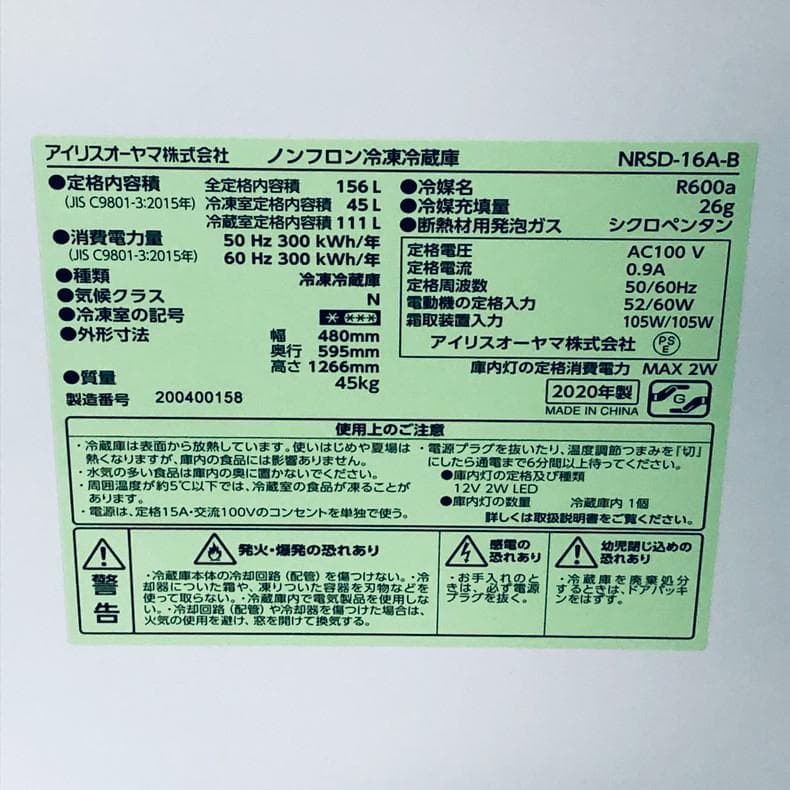 アイリスオーヤマ株式会社 ノンフロン冷凍冷蔵庫 NRSD-16A-B
●定格内容積 全定格内容積 156 L
(JIS C9801-3:2015年) 冷凍室定格内容積 45 L
冷蔵室定格内容積 111 L
●消費電力量 50 Hz 300 kWh/年
(JIS C9801-3:2015年) 60 Hz 300 kWh/年
●種類 冷凍冷蔵庫
●気候クラス N
●冷凍室の記号
●外形寸法 幅 480mm
奥行 595mm
高さ 1266mm
●質量 45kg
製造番号 200400158
●冷媒名 R600a
●冷媒充填量 26g
●断熱材用発泡ガス シクロペンタン
定格電圧 AC100 V
定格電流 0.9A
定格周波数 50/60Hz
電動機の定格入力 52/60W
霜取装置入力 105W/105W
アイリスオーヤマ株式会社 PSE
庫内灯の定格消費電力 MAX 2W
2020年製
MADE IN CHINA
G
使用上のご注意
・冷蔵庫は表面から放熱しています。使いはじめや夏場は
熱くなりますが、庫内の食品には影響ありません。
・水気の多い食品は庫内の奥に置かないでください。
・周囲温度が約5℃以下では、冷蔵室の食品が凍ることが
あります。
・電源は、定格15A・交流100Vのコンセントを単独で使う。
・電源プラグを抜いたり、温度調節つまみを「切」
にしたら通電まで6分間以上待ってください。
●庫内灯の定格及び種類
12V 2W LED
●庫内灯の数量 冷蔵庫内 1個
詳しくは取扱説明書をご覧ください。
警告
発火・爆発の恐れあり
・冷蔵庫本体の冷却回路(配管)を傷つけない。・冷
却器についた霜や、凍りついた容器を刃物などを
使って取らない。・冷蔵庫内で電気製品を使用しな
い。・冷却回路(配管)や冷却器を傷つけた場合は、
火気の使用を避け、窓を開けて換気する。
感電の
恐れあり
・お手入れのと
きは、必ず電源
プラグを抜く。
幼児閉じ込めの
恐れあり
・冷蔵庫を廃棄処分
するときは、ドアパッキ
ンをはずす。